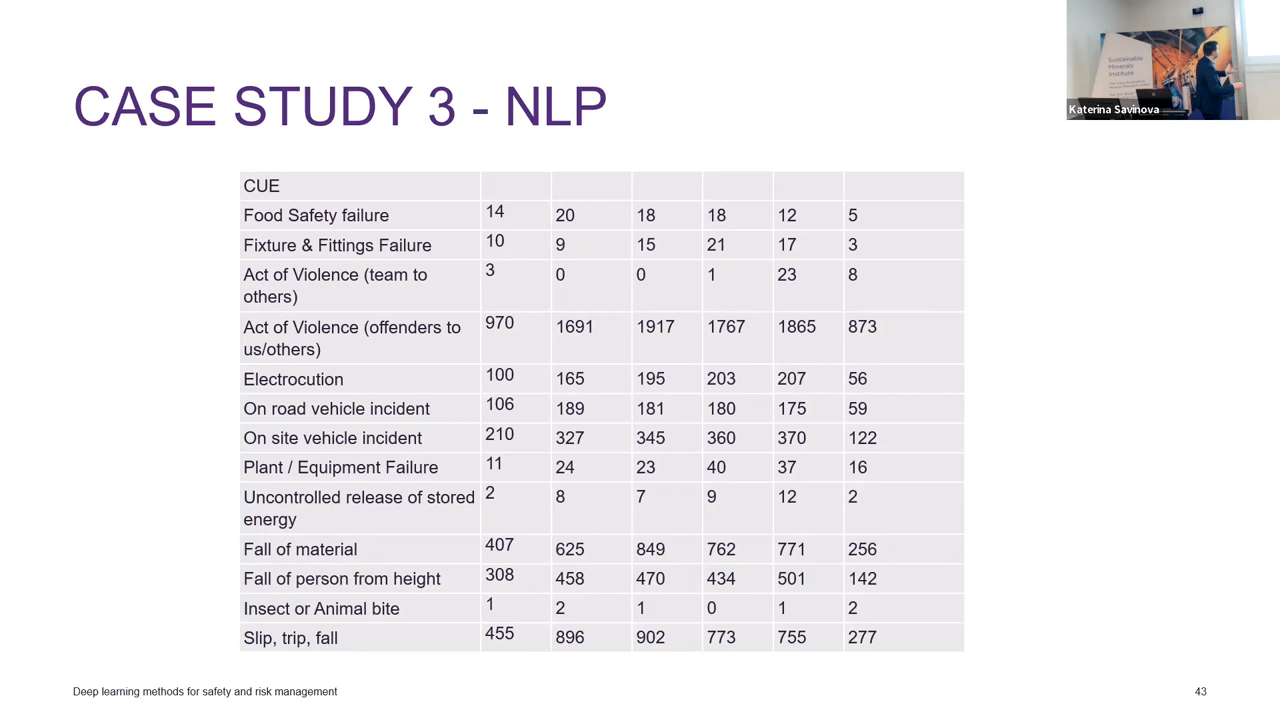 CASE STUDY 3 - NLP
Sustainable
Minerals
Institute
Katerina Savinova
CUE
Food Safety failure 14 20 18 18 12 5
Fixture & Fittings Failure 10 9 15 21 17 3
Act of Violence (team to 3 0 0 1 23 8
others)
Act of Violence (offenders to 970 1691 1917 1767 1865 873
us/others)
Electrocution 100 165 195 203 207 56
On road vehicle incident 106 189 181 180 175 59
On site vehicle incident 210 327 345 360 370 122
Plant / Equipment Failure 11 24 23 40 37 16
Uncontrolled release of stored 2 8 7 9 12 2
energy
Fall of material 407 625 849 762 771 256
Fall of person from height 308 458 470 434 501 142
Insect or Animal bite 1 2 1 0 1 2
Slip, trip, fall 455 896 902 773 755 277
Deep learning methods for safety and risk management 43